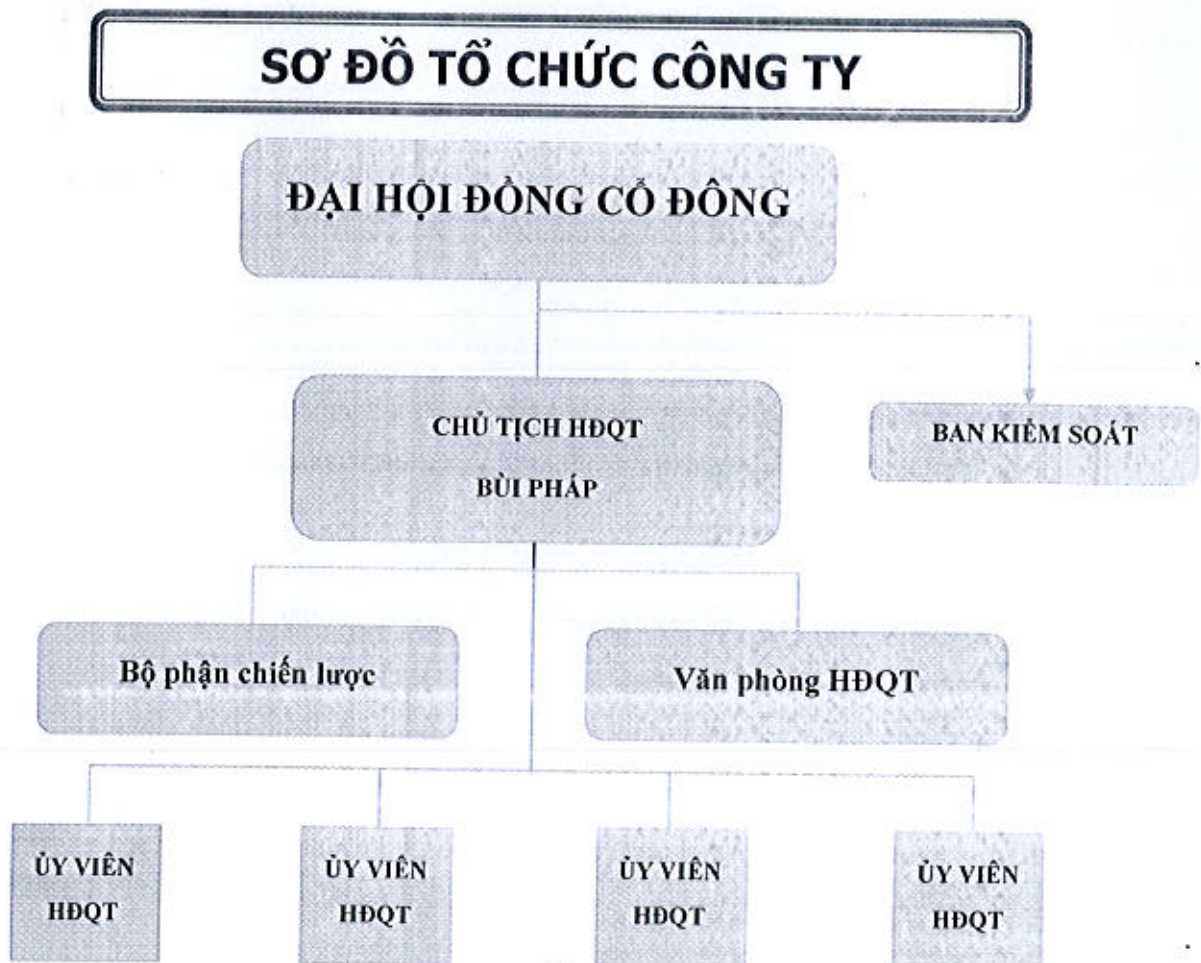 SƠ ĐỒ TỔ CHỨC CÔNG TY
ĐẠI HỘI ĐỒNG CỔ ĐÔNG
CHỦ TỊCH HĐQT
BÙI PHÁP
BAN KIỂM SOÁT
Bộ phận chiến lược
Văn phòng HĐQT
ỦY VIÊN
HĐQT
ỦY VIÊN
HĐQT
ỦY VIÊN
HĐQT
ỦY VIÊN
HĐQT